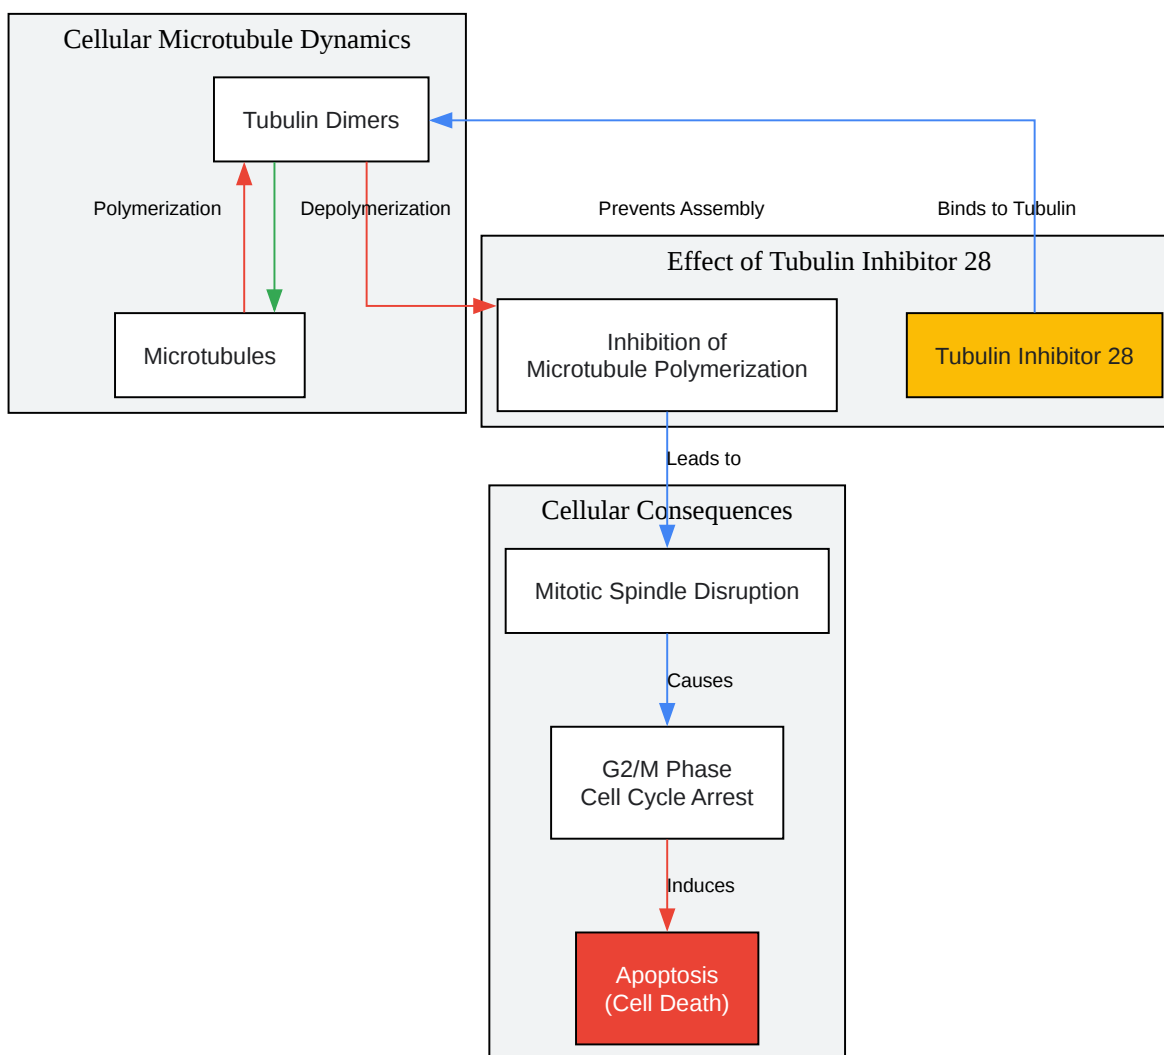 Cellular Microtubule Dynamics
Tubulin Dimers
Polymerization
Depolymerization
Prevents Assembly
Binds to Tubulin
Effect of Tubulin Inhibitor 28
Microtubules
Inhibition of
Microtubule Polymerization
Tubulin Inhibitor 28
Leads to
Cellular Consequences
Mitotic Spindle Disruption
Causes
G2/M Phase
Cell Cycle Arrest
Induces
Apoptosis
(Cell Death)